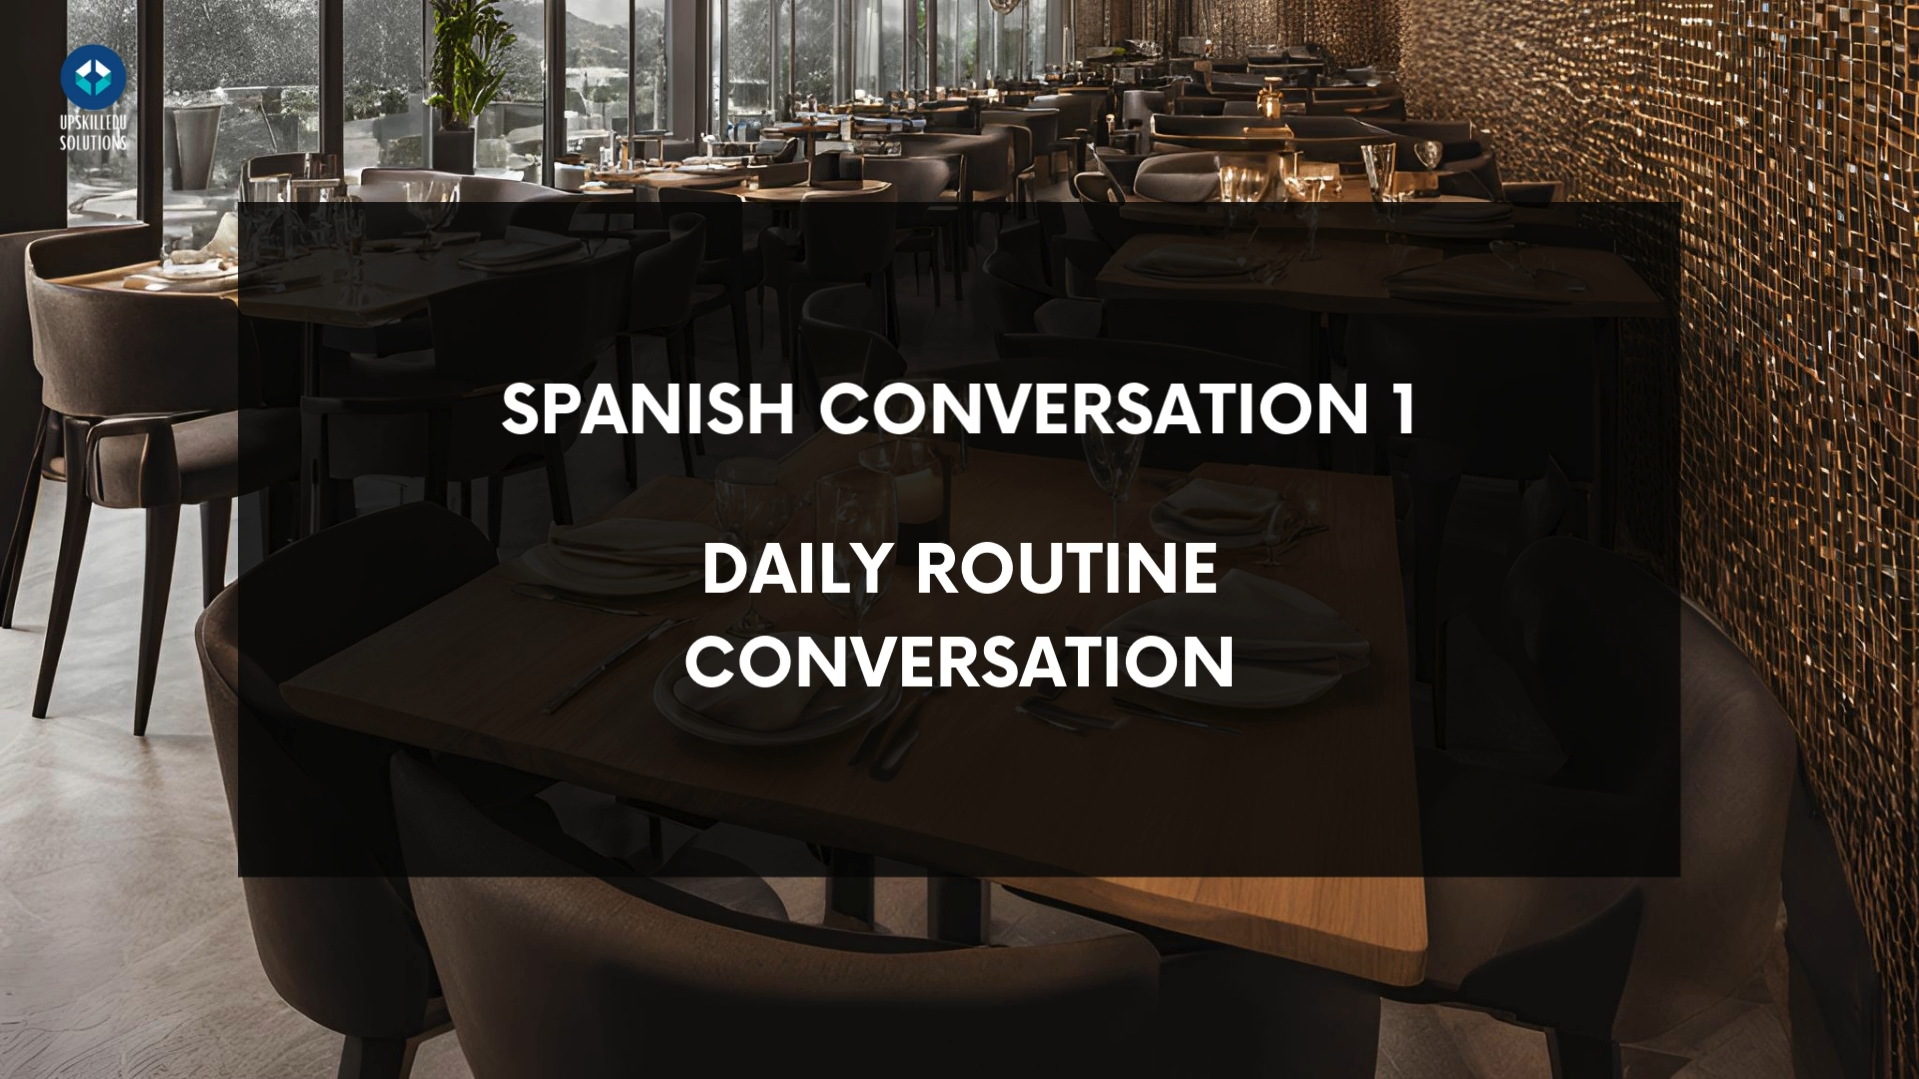 UPSKILLEDU
SOLUTIONS
SPANISH CONVERSATION 1
DAILY ROUTINE
CONVERSATION